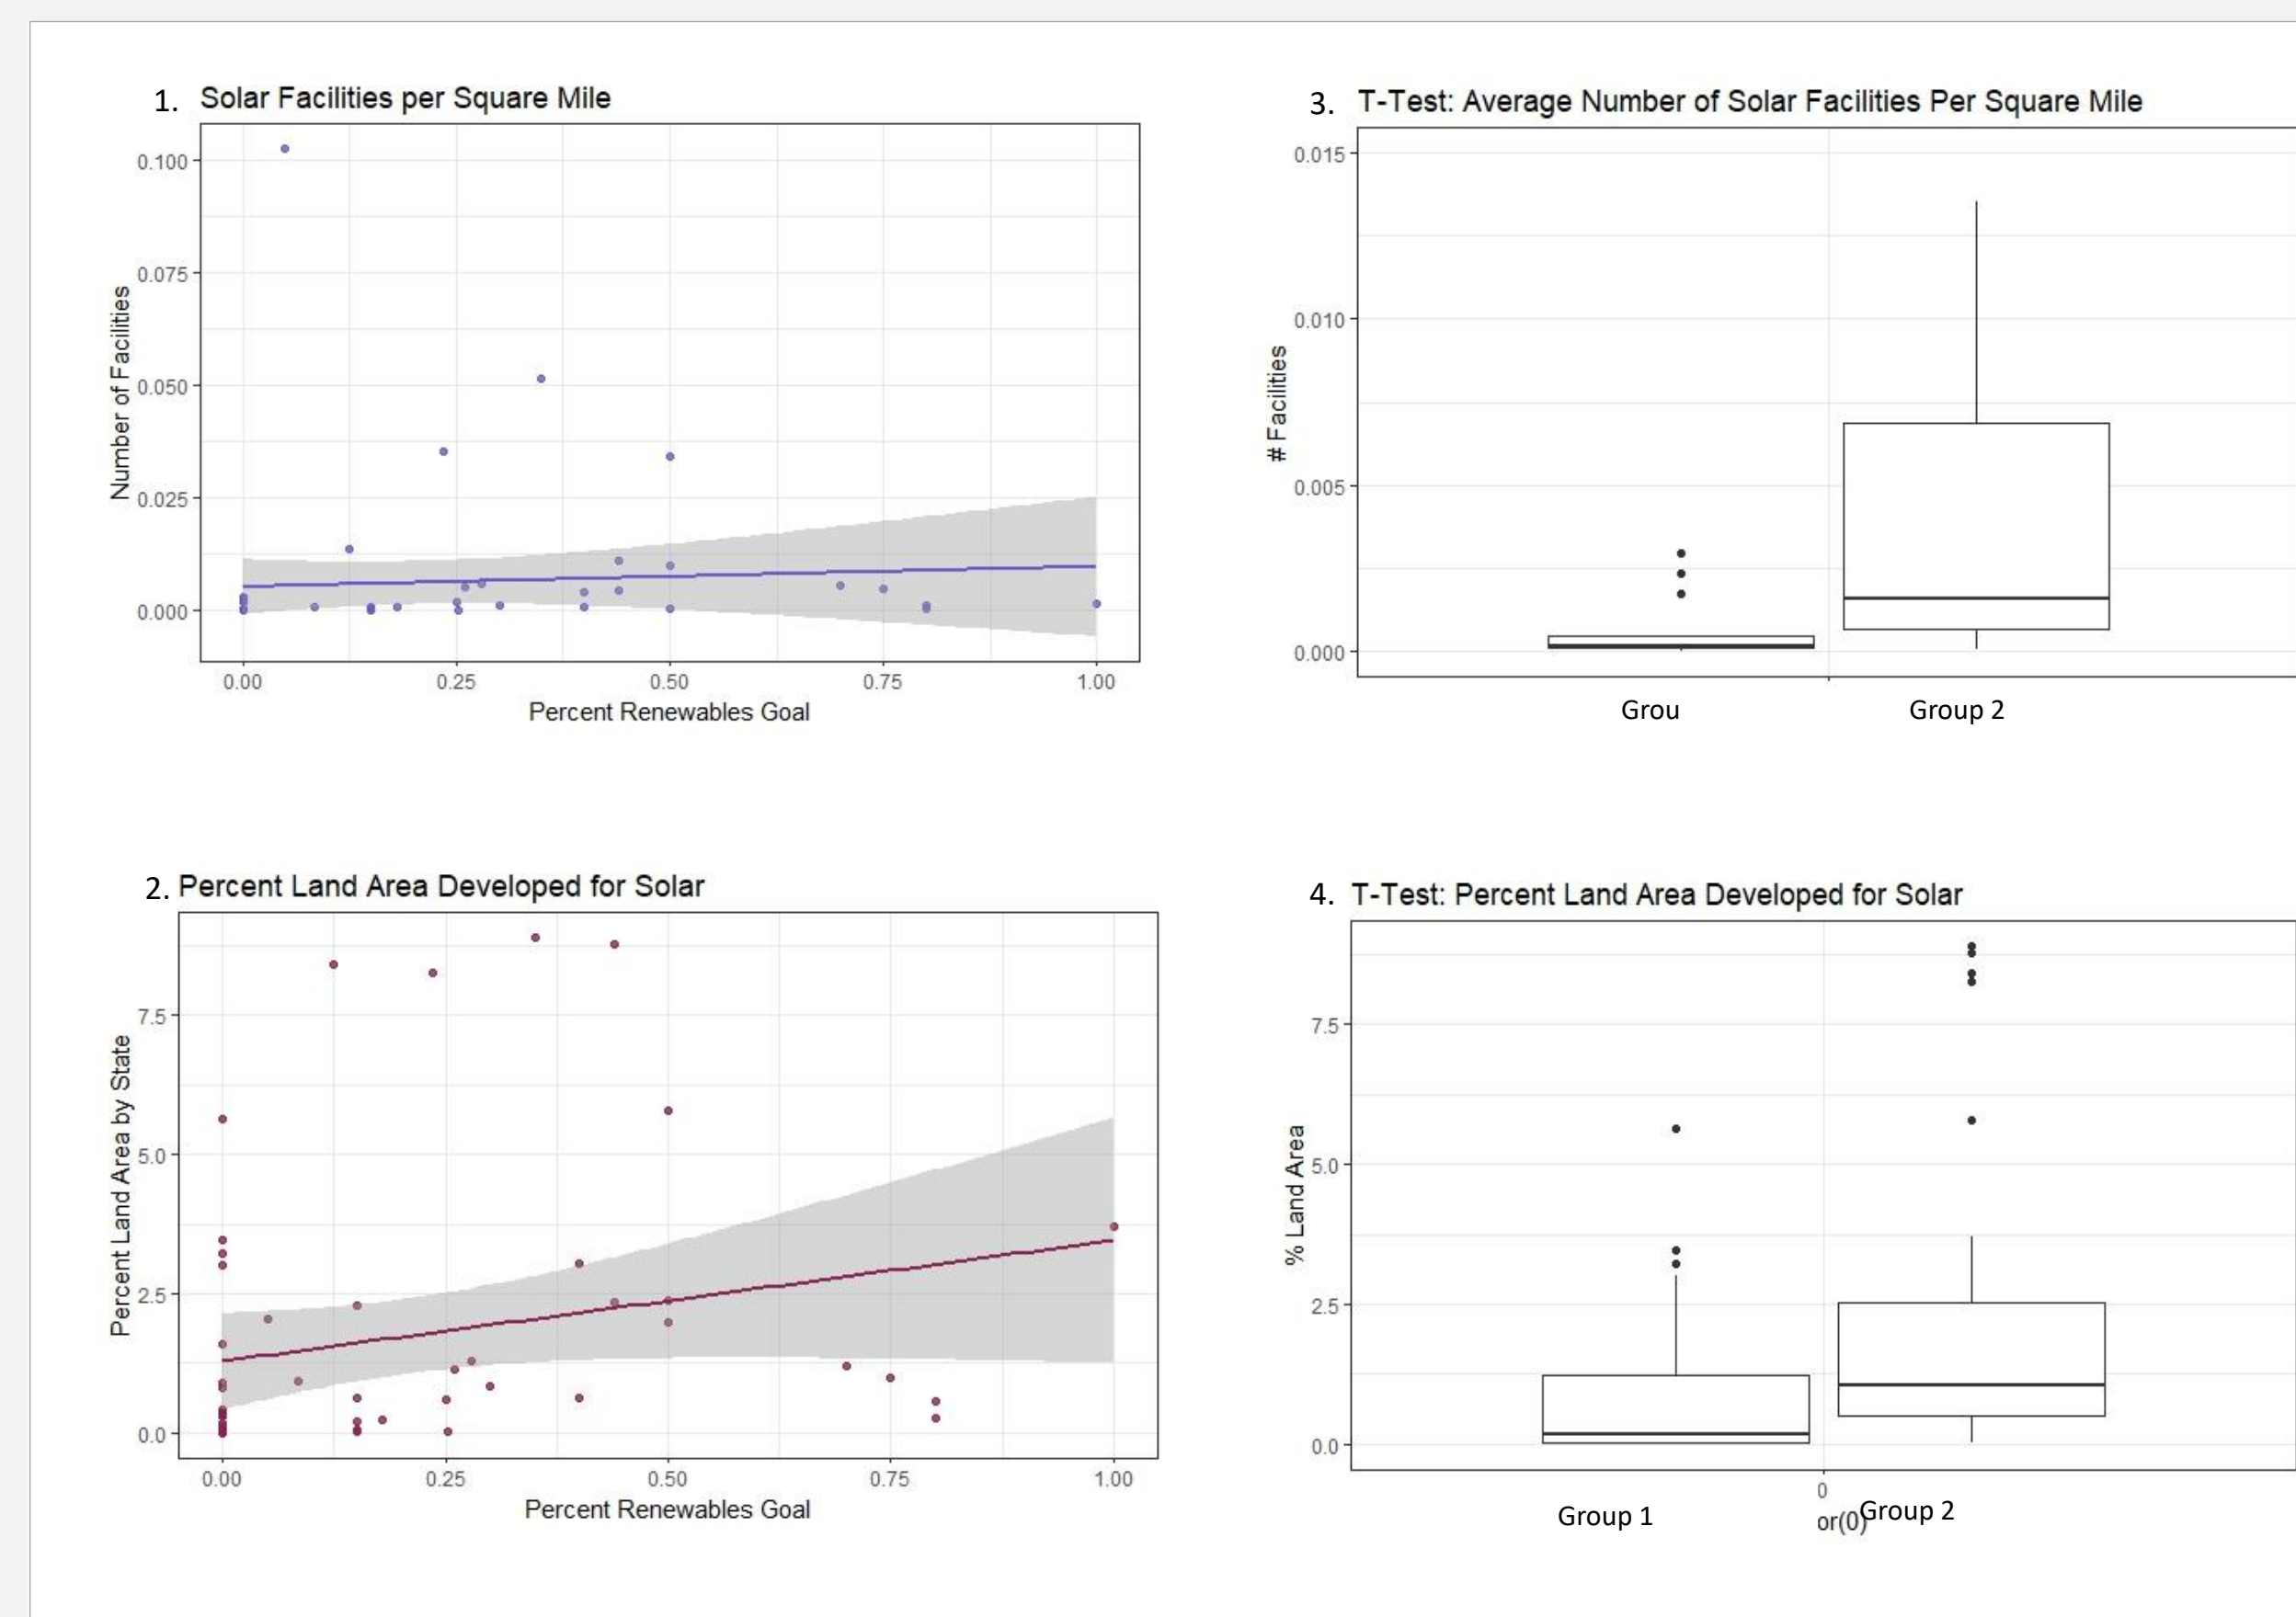 1. Solar Facilities per Square Mile
0.100
0.075
0.050
0.025
0.000
Number of Facilities
0.00 0.25 0.50 0.75 1.00
Percent Renewables Goal
3. T-Test: Average Number of Solar Facilities Per Square Mile
0.015
0.010
0.005
0.000
# Facilities
Grou Group 2
2. Percent Land Area Developed for Solar
7.5
5.0
2.5
0.0
Percent Land Area by State
0.00 0.25 0.50 0.75 1.00
Percent Renewables Goal
4. T-Test: Percent Land Area Developed for Solar
7.5
5.0
2.5
0.0
% Land Area
0
Group 1 or(0) Group 2